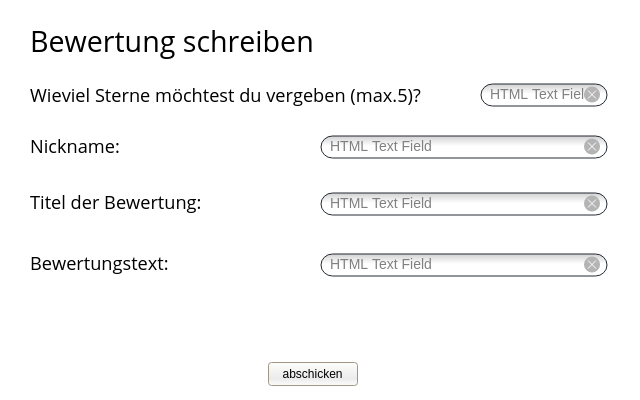 Bewertung schreiben
Wieviel Sterne möchtest du vergeben (max.5)? HTML Text Fiel
Nickname: HTML Text Field
Titel der Bewertung: HTML Text Field
Bewertungstext: HTML Text Field
abschicken